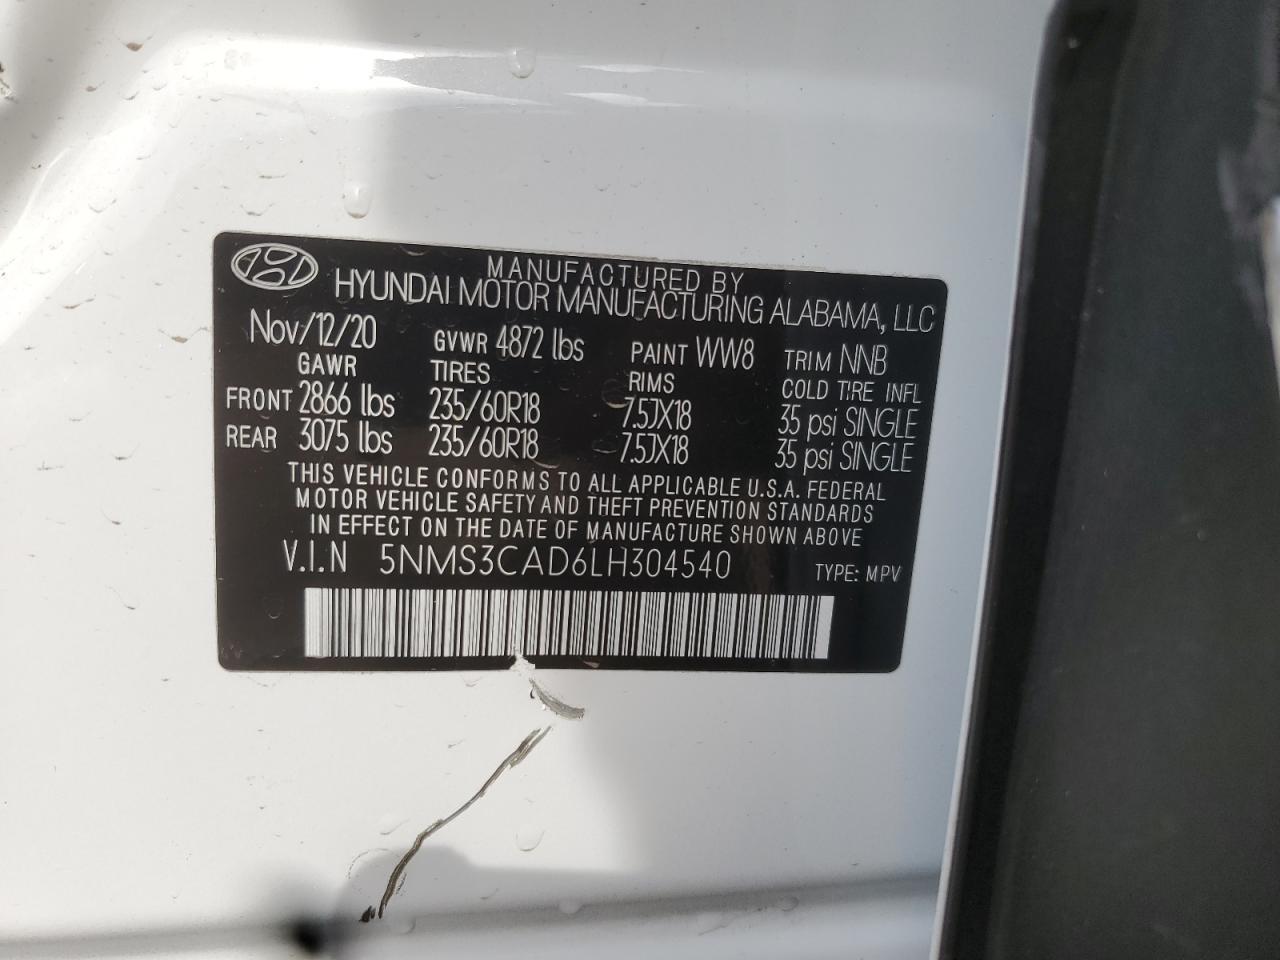 MANUFACTURED BY
HYUNDAI MOTOR MANUFACTURING ALABAMA, LLC
Nov/12/20 GVWR 4872 lbs PAINT WW8 TRIM NNB
GAWR TIRES RIMS COLD TIRE INFL
FRONT 2866 lbs 235/60R18 7.5JX18 35 psi SINGLE
REAR 3075 lbs 235/60R18 7.5JX18 35 psi SINGLE
THIS VEHICLE CONFORMS TO ALL APPLICABLE U.S.A. FEDERAL
MOTOR VEHICLE SAFETY AND THEFT PREVENTION STANDARDS
IN EFFECT ON THE DATE OF MANUFACTURE SHOWN ABOVE
V.I.N 5NMS3CAD6LH304540 TYPE: MPV